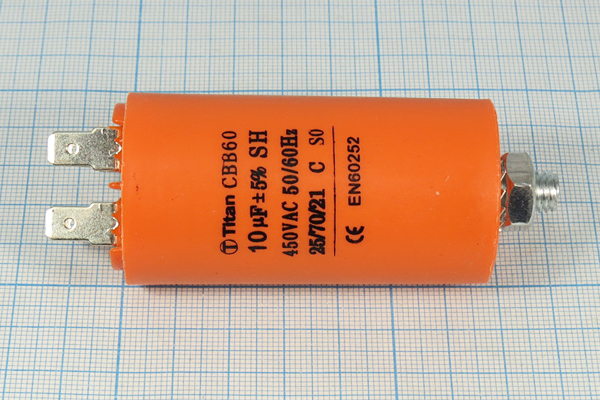 Titan CBB60
10 µF ± 5% SH
450VAC 50/60Hz
25/70/21 C S0
CE EN60252